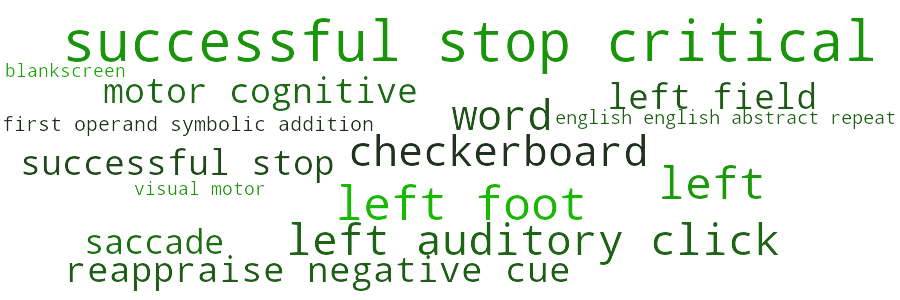 successful stop critical
blankscreen
motor cognitive
left field
word
english english abstract repeat
first operand symbolic addition
checkerboard
successful stop
visual motor
left
left foot
saccade
left auditory click
reappraise negative cue